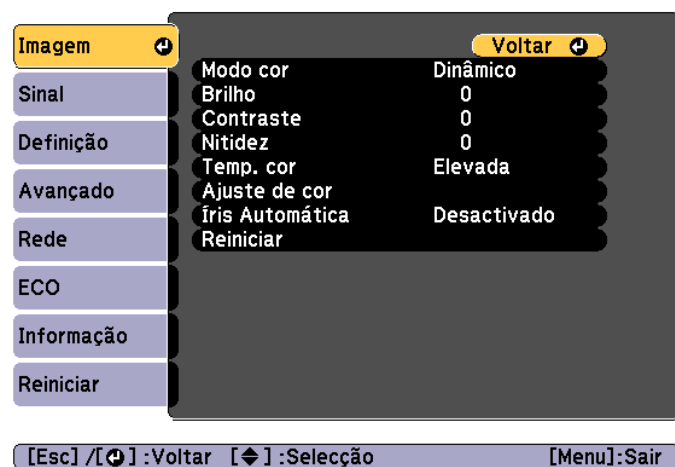 Imagem
Sinal
Definição
Avançado
Rede
ECO
Informação
Reiniciar
Voltar
Modo cor Dinâmico
Brilho 0
Contraste 0
Nitidez 0
Temp. cor Elevada
Ajuste de cor
Íris Automática Desactivado
Reiniciar
[Esc] /[ ] :Voltar [ ] :Selecção [Menu]:Sair